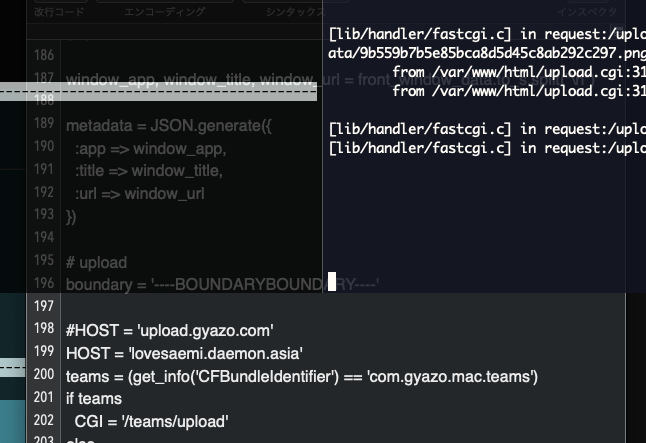 改行コード エンコーディング シンタックス インスペクタ
186
187 window_app, window_title, window_url = front_window_data.to_s.split
188
189 metadata = JSON.generate({
190 :app => window_app,
191 :title => window_title,
192 :url => window_url
193 })
194
195 # upload
196 boundary = '----BOUNDARYBOUNDARY----'
197
198 #HOST = 'upload.gyazo.com'
199 HOST = 'lovesaemi.daemon.asia'
200 teams = (get_info('CFBundleIdentifier') == 'com.gyazo.mac.teams')
201 if teams
202 CGI = '/teams/upload'
203 else
[lib/handler/fastcgi.c] in request:/uplo
ata/9b559b7b5e85bca8d5d45c8ab292c297.png
from /var/www/html/upload.cgi:31
from /var/www/html/upload.cgi:31
[lib/handler/fastcgi.c] in request:/uplo
[lib/handler/fastcgi.c] in request:/uplo